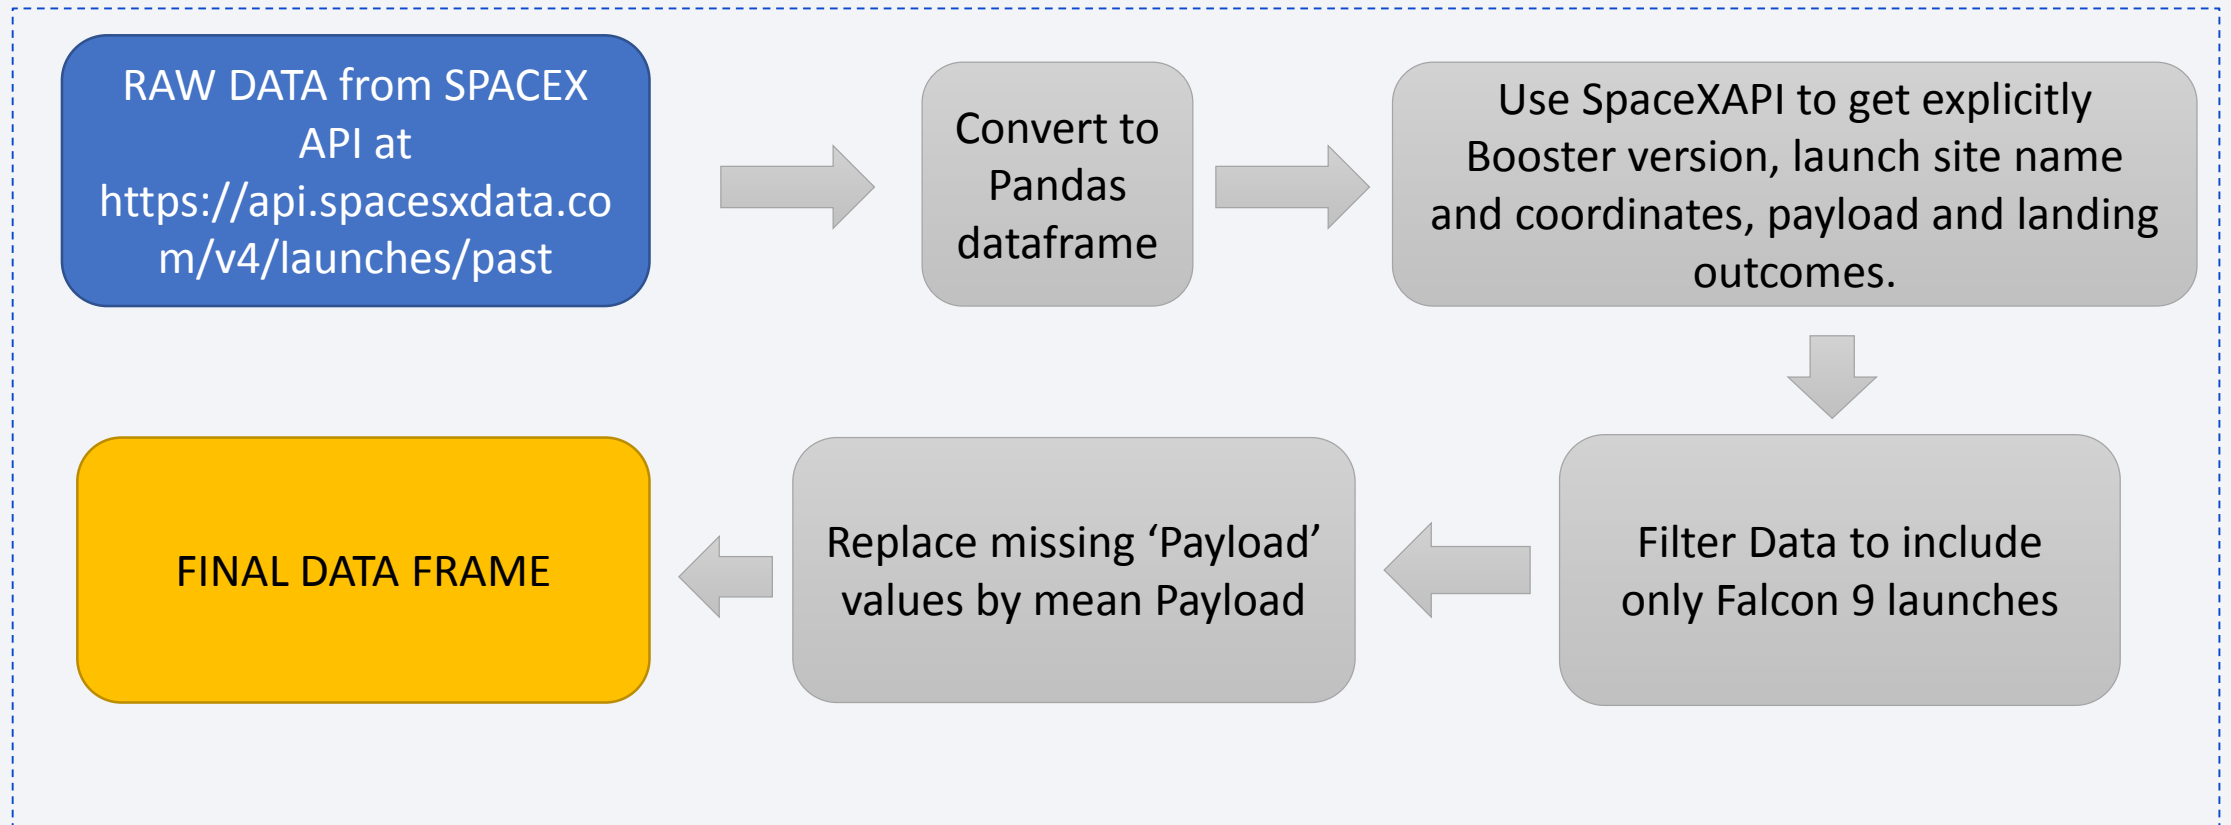 RAW DATA from SPACEX
API at
https://api.spacesxdata.co
m/v4/launches/past
Convert to
Pandas
dataframe
Use SpaceXAPI to get explicitly
Booster version, launch site name
and coordinates, payload and landing
outcomes.
Filter Data to include
only Falcon 9 launches
Replace missing ‘Payload’
values by mean Payload
FINAL DATA FRAME